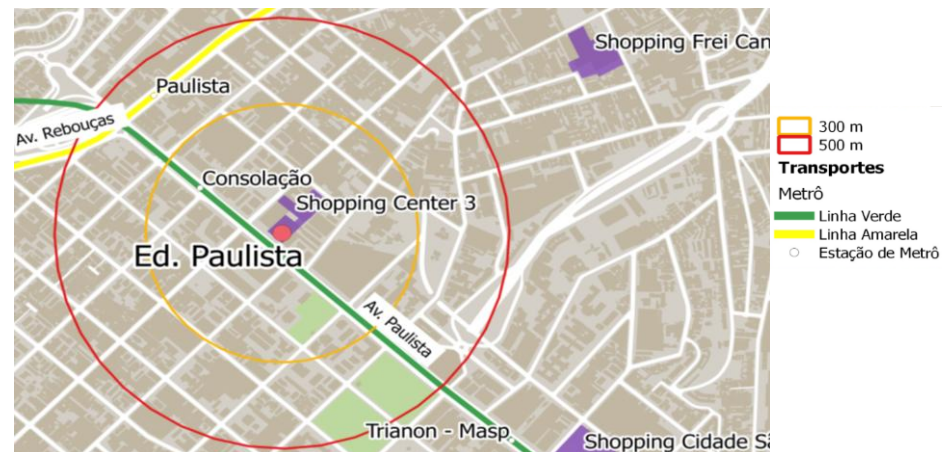 Shopping Frei Can
Paulista
Av. Rebouças
Consolação
Shopping Center 3
Ed. Paulista
Av. Paulista
Trianon - Masp
Shopping Cidade S
300 m
500 m
Transportes
Metrô
Linha Verde
Linha Amarela
Estação de Metrô